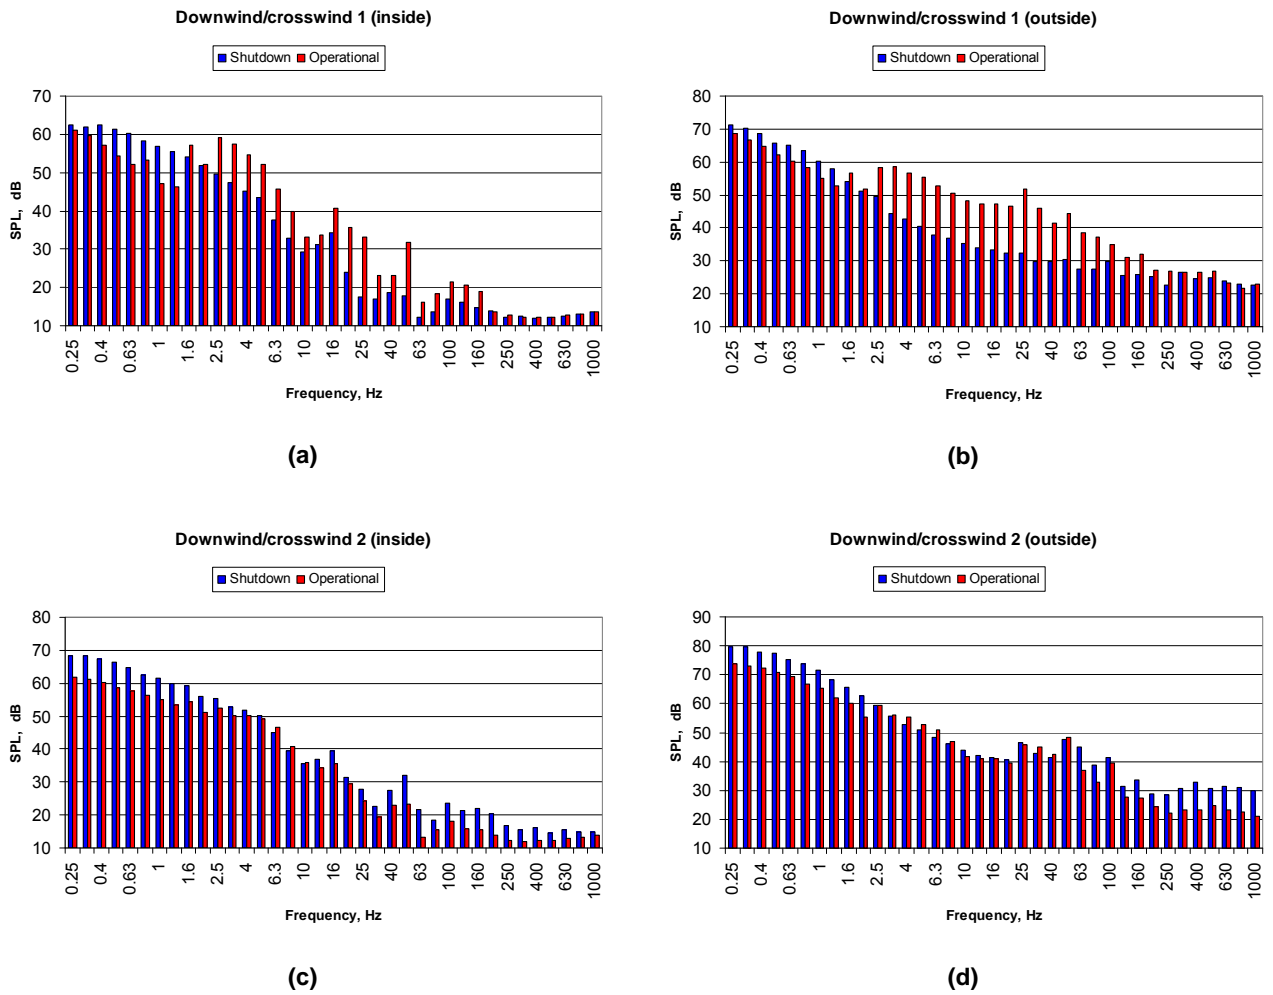 Downwind/crosswind 1 (inside)
Shutdown Operational
70
60
50
40
30
20
10
SPL, dB
0.25 0.4 0.63 1 1.6 2.5 4 6.3 10 16 25 40 63 100 160 250 400 630 1000
Frequency, Hz
(a)
Downwind/crosswind 1 (outside)
Shutdown Operational
80
70
60
50
40
30
20
10
SPL, dB
0.25 0.4 0.63 1 1.6 2.5 4 6.3 10 16 25 40 63 100 160 250 400 630 1000
Frequency, Hz
(b)
Downwind/crosswind 2 (inside)
Shutdown Operational
80
70
60
50
40
30
20
10
SPL, dB
0.25 0.4 0.63 1 1.6 2.5 4 6.3 10 16 25 40 63 100 160 250 400 630 1000
Frequency, Hz
(c)
Downwind/crosswind 2 (outside)
Shutdown Operational
90
80
70
60
50
40
30
20
10
SPL, dB
0.25 0.4 0.63 1 1.6 2.5 4 6.3 10 16 25 40 63 100 160 250 400 630 1000
Frequency, Hz
(d)